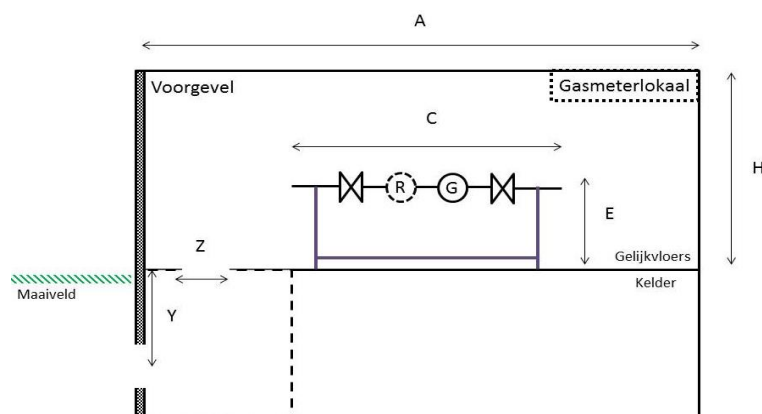 A
Voorgevel
Gasmeterlokaal
C
H
R
G
E
Z
Gelijkvloers
Kelder
Maaiveld
Y